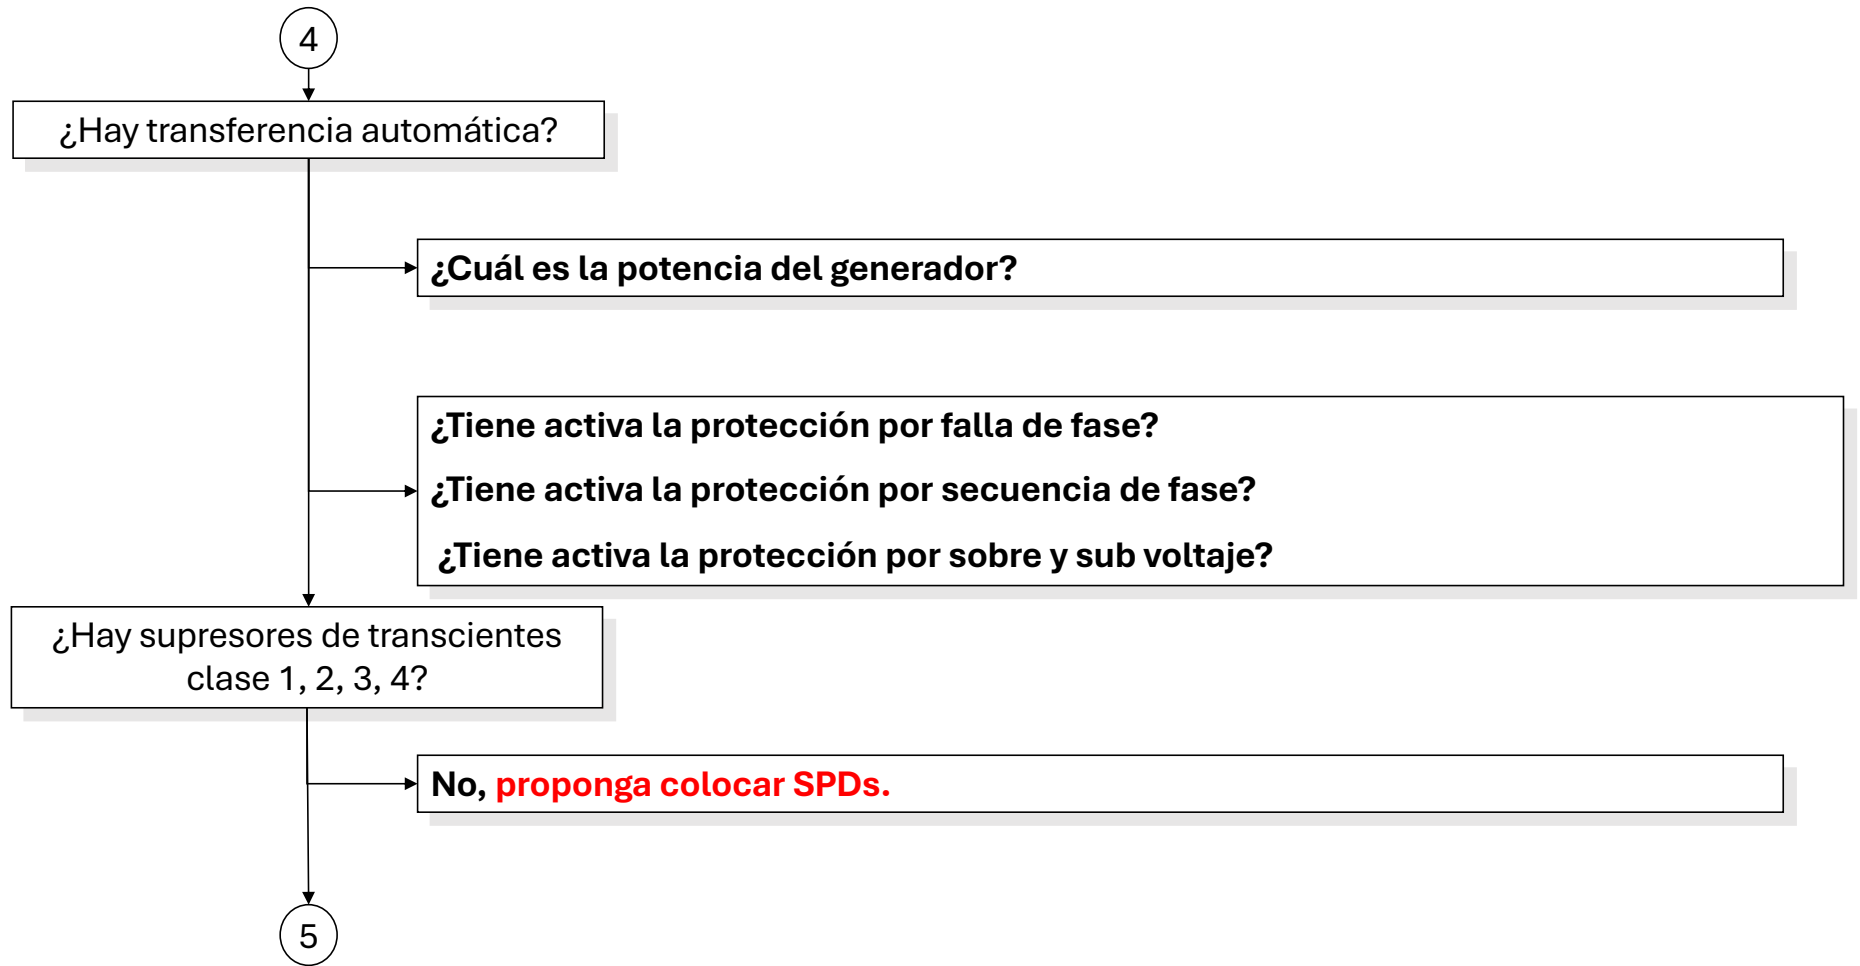 4
¿Hay transferencia automática?
¿Cuál es la potencia del generador?
¿Tiene activa la protección por falla de fase?
¿Tiene activa la protección por secuencia de fase?
¿Tiene activa la protección por sobre y sub voltaje?
¿Hay supresores de transcientes
clase 1, 2, 3, 4?
No, proponga colocar SPDs.
5